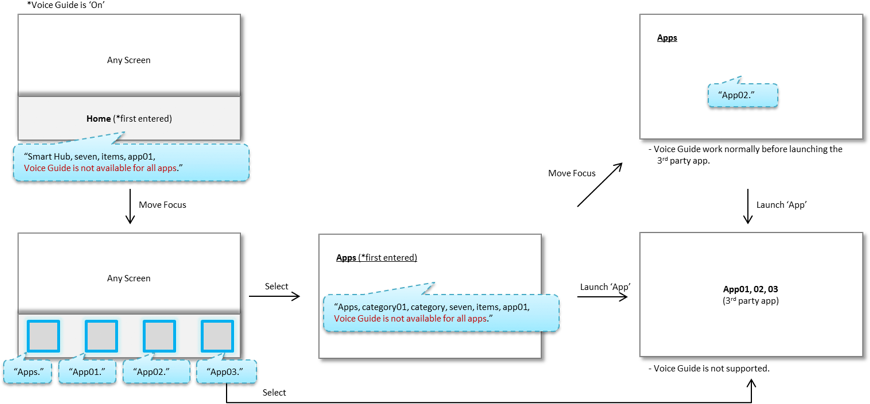 *Voice Guide is ‘On’
Any Screen
Home (*first entered)
“Smart Hub, seven, items, app01,
Voice Guide is not available for all apps.”
Move Focus
Any Screen
“Apps.”
“App01.”
“App02.”
“App03.”
Select
Select
Apps (*first entered)
“Apps, category01, category, seven, items, app01,
Voice Guide is not available for all apps.”
Move Focus
Launch ‘App’
Apps
“App02.”
- Voice Guide work normally before launching the
3rd party app.
Launch ‘App’
App01, 02, 03
(3rd party app)
- Voice Guide is not supported.